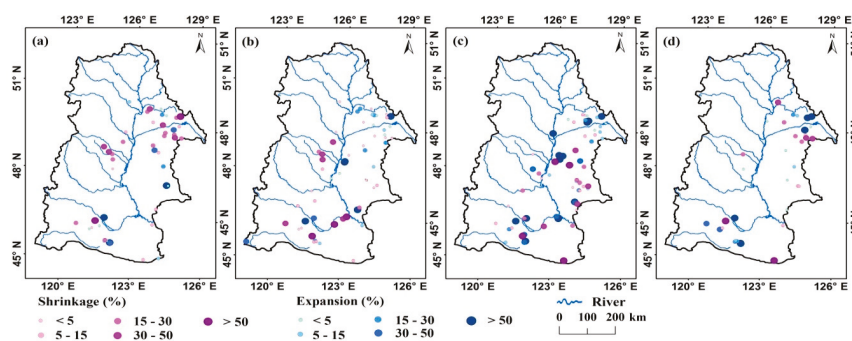 123° E 126° E 129° E 123° E 126° E 129° E 123° E 126° E 129° E 123° E 126° E 129° E
(a) N (b) N (c) N (d) N
51° N 51° N 51° N 51° N
48° N 48° N 48° N
48° N 48° N 48° N
45° N 45° N 45° N
45° N 45° N 45° N
120° E 123° E 126° E 120° E 123° E 126° E 120° E 123° E 126° E 120° E 123° E 126° E
Shrinkage (%) Expansion (%) River
< 5 15 - 30 > 50 < 5 15 - 30 > 50 0 100 200 km
5 - 15 30 - 50 5 - 15 30 - 50